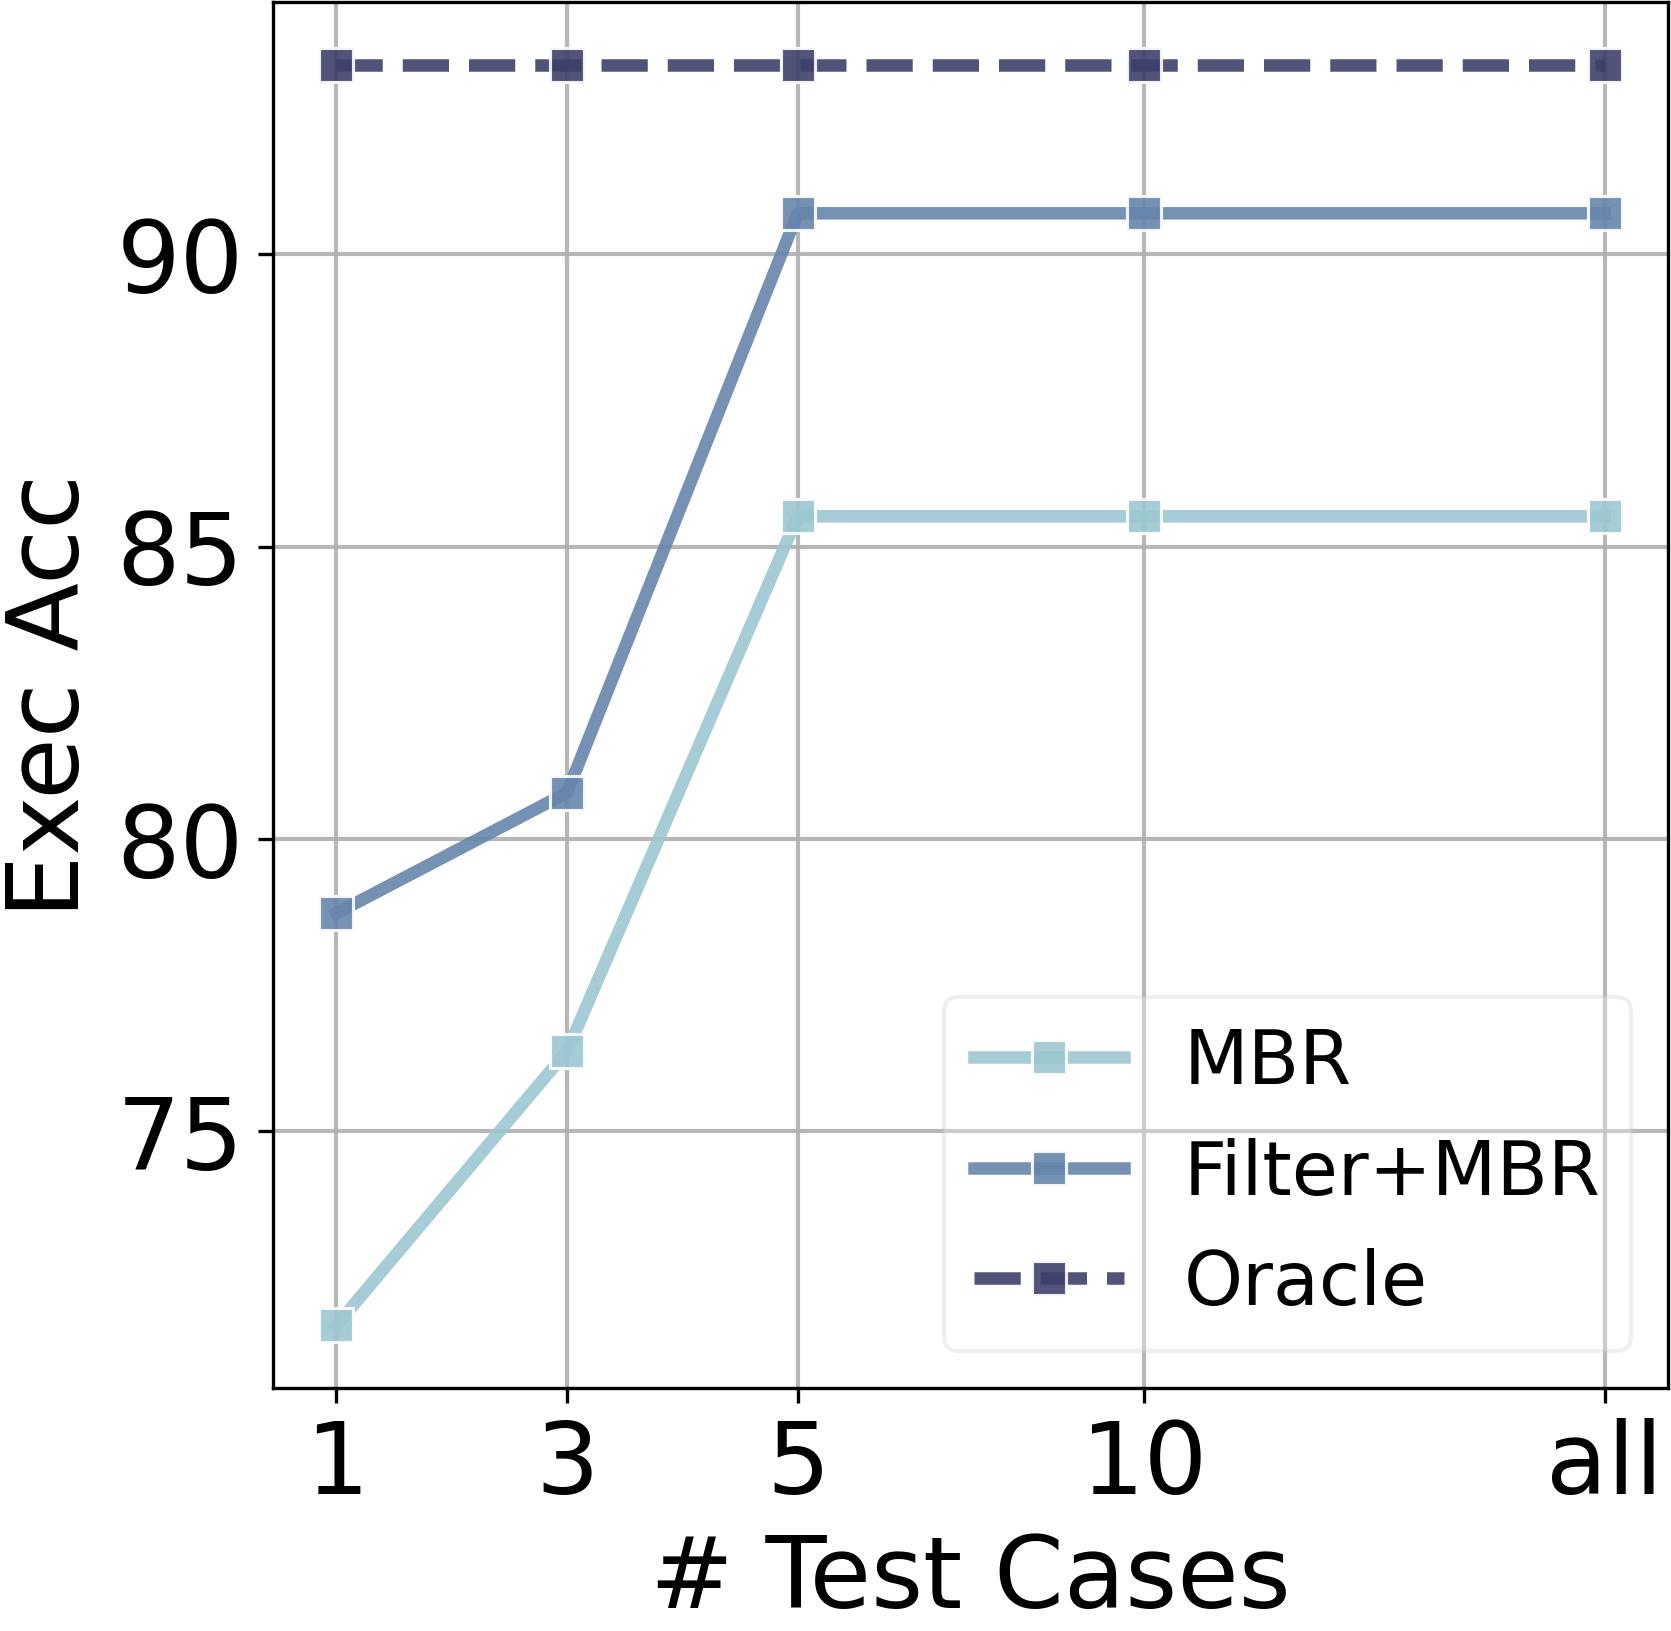 Exec Acc
90
85
80
75
MBR
Filter+MBR
Oracle
1 3 5 10 all
# Test Cases